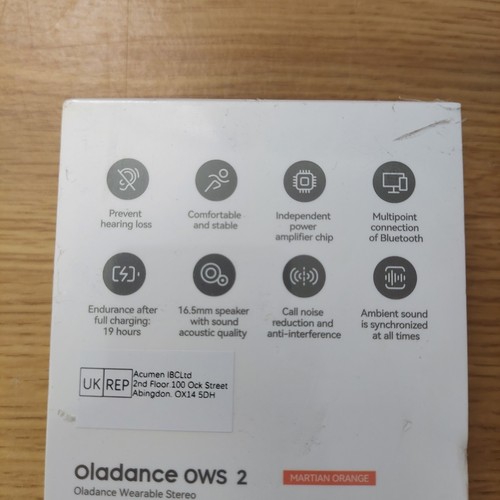 Prevent
hearing loss
Comfortable
and stable
Independent
power
amplifier chip
Multipoint
connection
of Bluetooth
Endurance after
full charging:
19 hours
16.5mm speaker
with sound
acoustic quality
Call noise
reduction and
anti-interference
Ambient sound
is synchronized
at all times
UK REP
Acumen IBCLtd
2nd Floor.100 Ock Street
Abingdon. OX14 5DH
oladance OWS 2
MARTIAN ORANGE
Oladance Wearable Stereo